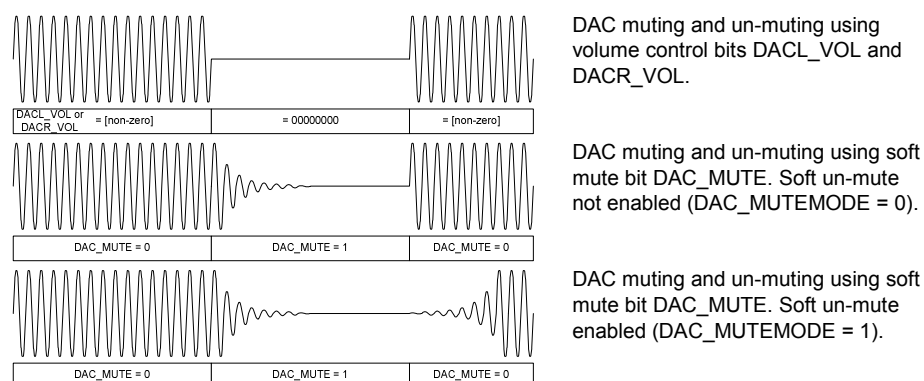 DAC muting and un-muting using
volume control bits DACL_VOL and
DACR_VOL.
DACL_VOL or
DACR_VOL
= [non-zero]
= 00000000
= [non-zero]
DAC muting and un-muting using soft
mute bit DAC_MUTE. Soft un-mute
not enabled (DAC_MUTEMODE = 0).
DAC_MUTE = 0
DAC_MUTE = 1
DAC_MUTE = 0
DAC muting and un-muting using soft
mute bit DAC_MUTE. Soft un-mute
enabled (DAC_MUTEMODE = 1).
DAC_MUTE = 0
DAC_MUTE = 1
DAC_MUTE = 0